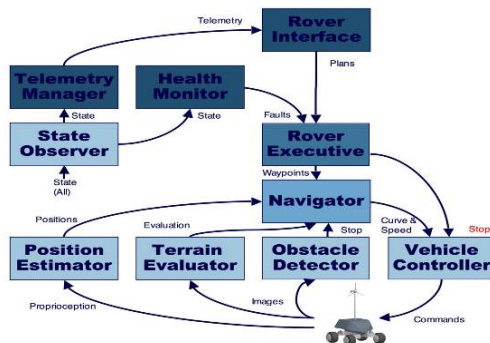 Telemetry
Rover
Interface
Telemetry
Manager
Health
Monitor
Plans
State
State
Faults
State
Observer
Rover
Executive
State
(All)
Waypoints
Navigator
Positions
Evaluation
Stop
Curve &
Speed
Stop
Position
Estimator
Terrain
Evaluator
Obstacle
Detector
Vehicle
Controller
Proprioception
Images
Commands